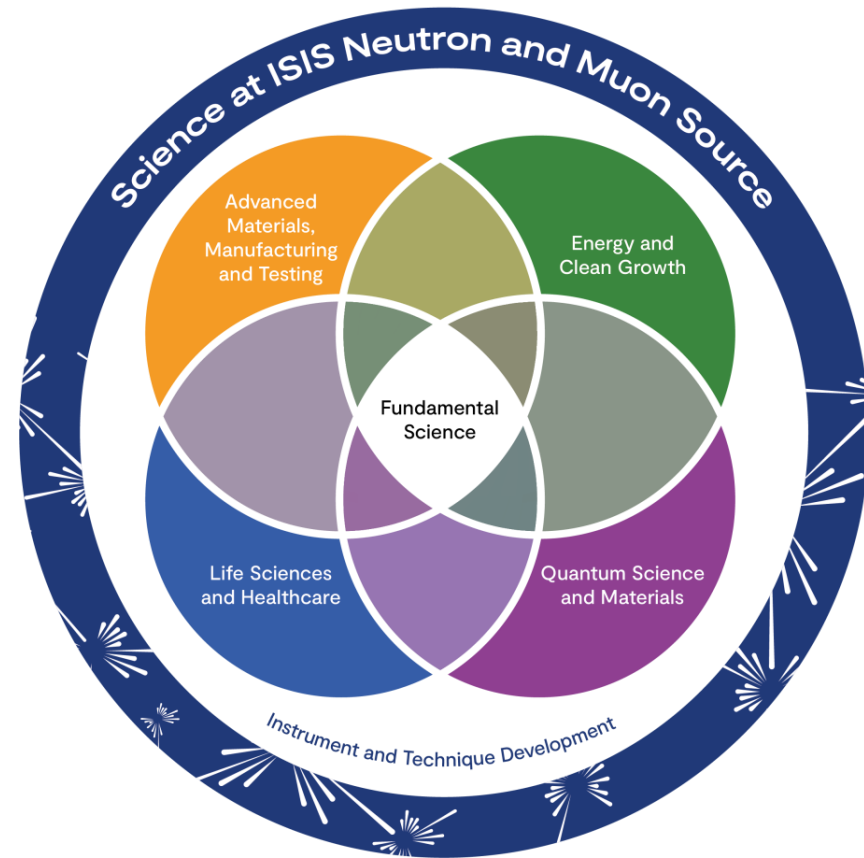 Science at ISIS Neutron and Muon Source
Advanced
Materials,
Manufacturing
and Testing
Energy and
Clean Growth
Fundamental
Science
Life Sciences
and Healthcare
Quantum Science
and Materials
Instrument and Technique Development